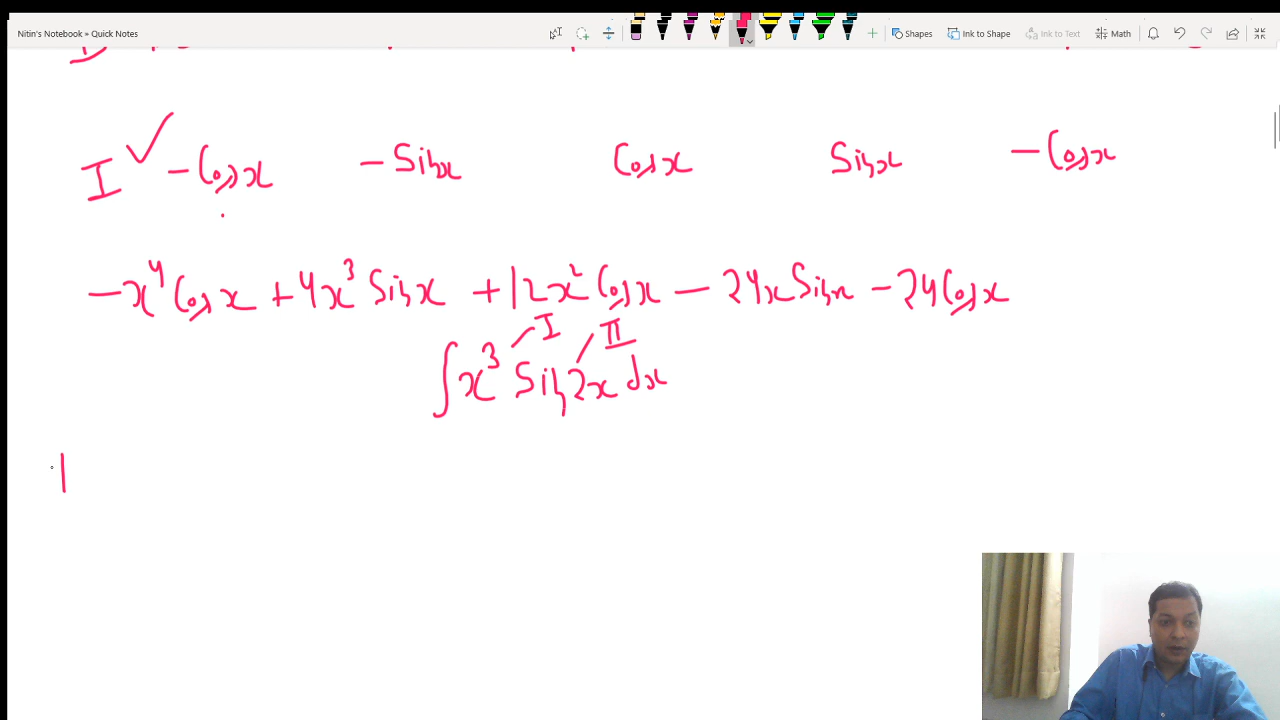 Nitin's Notebook » Quick Notes Shapes Ink to Shape Ink to Text Math
I ✓ -Cosx -Sinx Cosx Sinx -Cosx
-x⁴Cosx + 4x³Sinx + 12x²Cosx - 24xSinx - 24Cosx
I II
∫x³ Sin2x dx